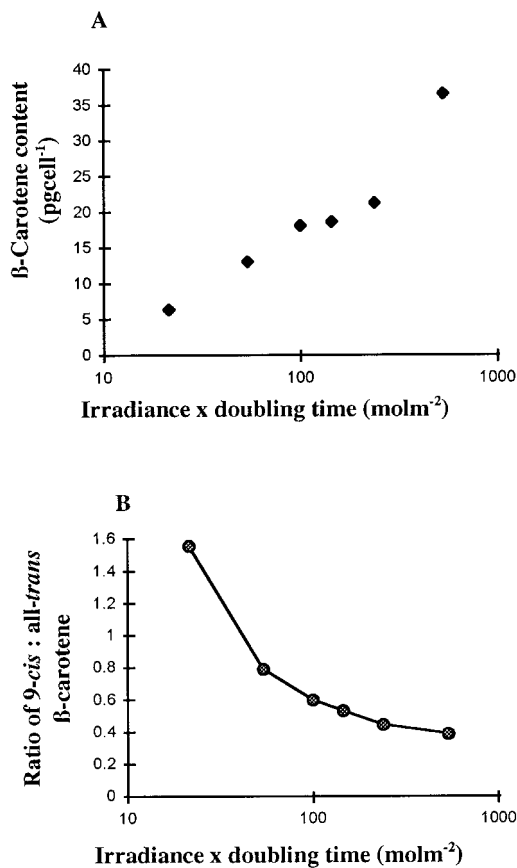 A
40
35
30
25
20
15
10
5
0
10 100 1000
ß-Carotene content
(pgcell-1)
Irradiance x doubling time (molm-2)
B
1.6
1.4
1.2
1
0.8
0.6
0.4
0.2
0
10 100 1000
Ratio of 9-cis : all-trans
ß-carotene
Irradiance x doubling time (molm-2)